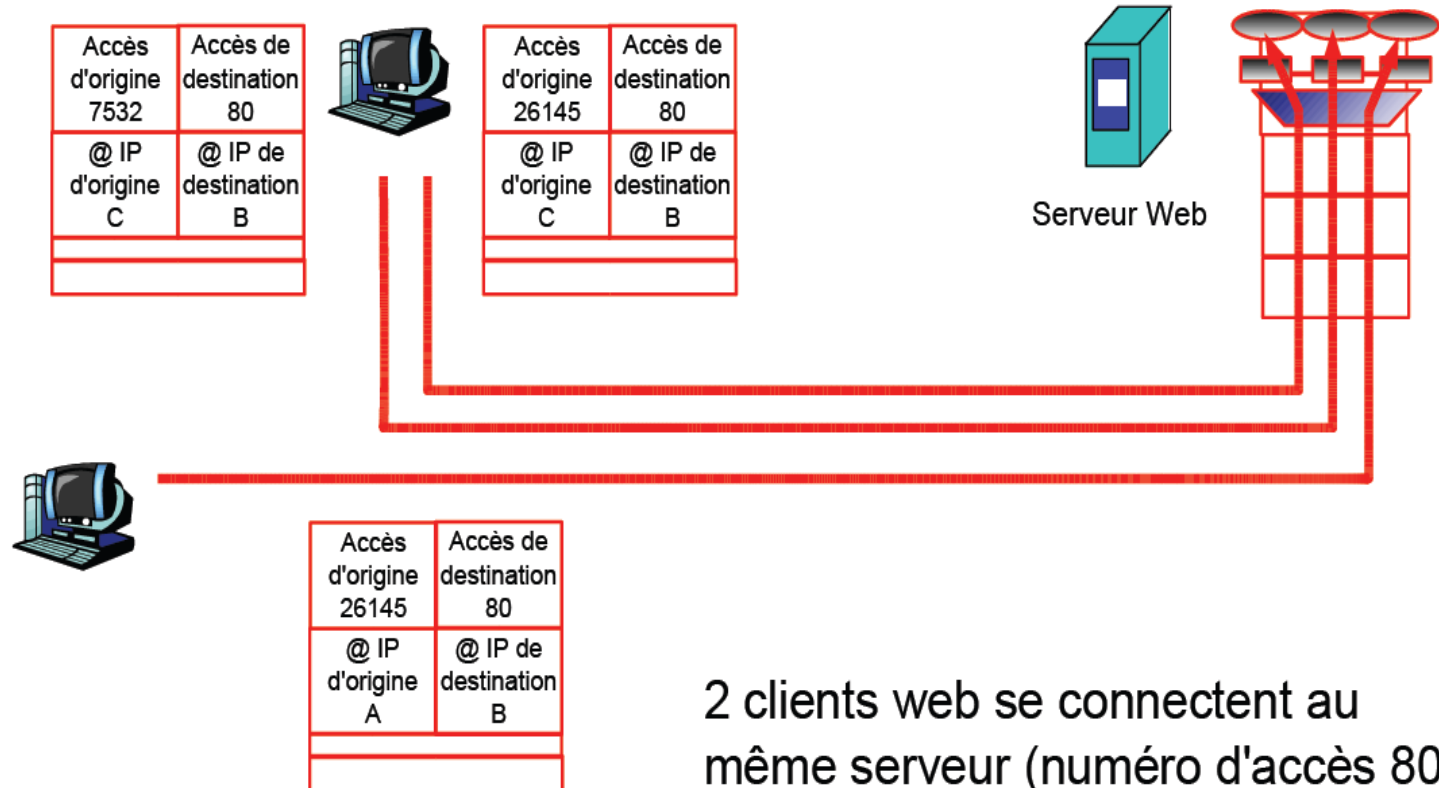 Accès d'origine 7532
Accès de destination 80
@ IP d'origine C
@ IP de destination B
Accès d'origine 26145
Accès de destination 80
@ IP d'origine C
@ IP de destination B
Serveur Web
Accès d'origine 26145
Accès de destination 80
@ IP d'origine A
@ IP de destination B
2 clients web se connectent au
même serveur (numéro d'accès 80